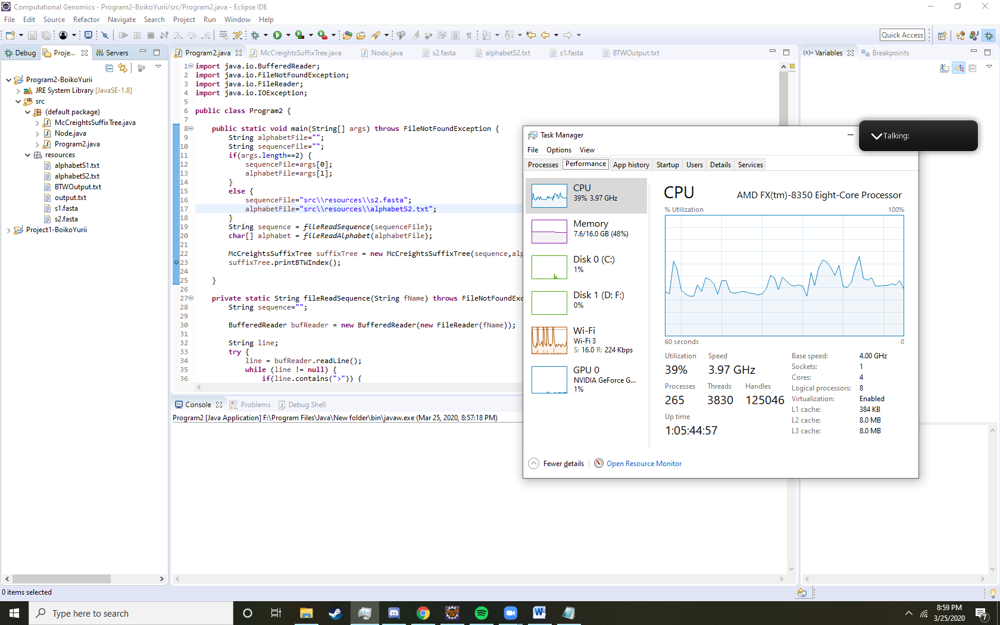 Computational Genomics - Program2-BoikoYurii/src/Program2.java - Eclipse IDE
File Edit Source Refactor Navigate Search Project Run Window Help
Quick Access
Debug Proje... Servers
Program2-BoikoYurii
JRE System Library [JavaSE-1.8]
src
(default package)
McCreightsSuffixTree.java
Node.java
Program2.java
resources
alphabetS1.txt
alphabetS2.txt
BTWOutput.txt
output.txt
s1.fasta
s2.fasta
Project1-BoikoYurii
Program2.java McCreightsSuffixTree.java Node.java s2.fasta alphabetS2.txt s1.fasta BTWOutput.txt
1 import java.io.BufferedReader;
2 import java.io.FileNotFoundException;
3 import java.io.FileReader;
4 import java.io.IOException;
5
6 public class Program2 {
7
8 public static void main(String[] args) throws FileNotFoundException {
9 String alphabetFile="";
10 String sequenceFile="";
11 if(args.length==2) {
12 sequenceFile=args[0];
13 alphabetFile=args[1];
14 }
15 else {
16 sequenceFile="src\\resources\\s2.fasta";
17 alphabetFile="src\\resources\\alphabetS2.txt";
18 }
19 String sequence = fileReadSequence(sequenceFile);
20 char[] alphabet = fileReadAlphabet(alphabetFile);
21
22 McCreightsSuffixTree suffixTree = new McCreightsSuffixTree(sequence,alp
23 suffixTree.printBTWIndex();
24
25 }
26
27 private static String fileReadSequence(String fName) throws FileNotFoundExc
28 String sequence="";
29
30 BufferedReader bufReader = new BufferedReader(new FileReader(fName));
31
32 String line;
33 try {
34 line = bufReader.readLine();
35 while (line != null) {
36 if(line.contains(">")) {
Console Problems Debug Shell
Program2 [Java Application] F:\Program Files\Java\New folder\bin\javaw.exe (Mar 25, 2020, 8:57:18 PM)
(x)= Variables Breakpoints
Talking:
Task Manager
File Options View
Processes Performance App history Startup Users Details Services
CPU
39% 3.97 GHz
Memory
7.6/16.0 GB (48%)
Disk 0 (C:)
1%
Disk 1 (D: F:)
0%
Wi-Fi
Wi-Fi 3
S: 16.0 R: 224 Kbps
GPU 0
NVIDIA GeForce G...
1%
CPU AMD FX(tm)-8350 Eight-Core Processor
% Utilization 100%
60 seconds 0
Utilization Speed
39% 3.97 GHz
Processes Threads Handles
265 3830 125046
Up time
1:05:44:57
Base speed: 4.00 GHz
Sockets: 1
Cores: 4
Logical processors: 8
Virtualization: Enabled
L1 cache: 384 KB
L2 cache: 8.0 MB
L3 cache: 8.0 MB
Fewer details Open Resource Monitor
0 items selected
Type here to search
8:59 PM
3/25/2020
7